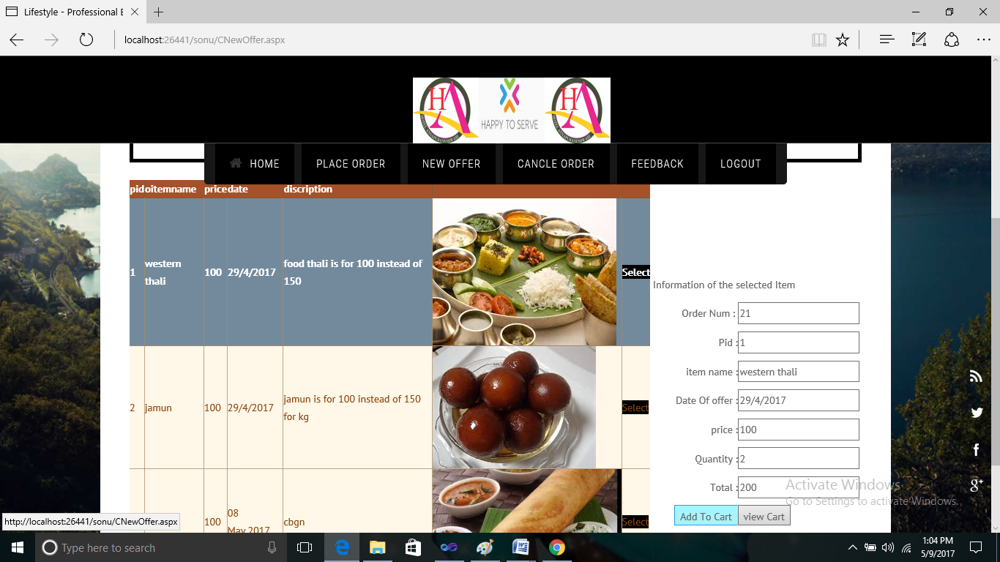 Lifestyle - Professional E
localhost:26441/sonu/CNewOffer.aspx
HA HAPPY TO SERVE HA
HOME PLACE ORDER NEW OFFER CANCLE ORDER FEEDBACK LOGOUT
pid oitemname price date discription
1 western thali 100 29/4/2017 food thali is for 100 instead of 150 Select
2 jamun 100 29/4/2017 jamun is for 100 instead of 150 for kg Select
100 08 May 2017 cbgn Select
Information of the selected Item
Order Num : 21
Pid : 1
item name : western thali
Date Of offer : 29/4/2017
price : 100
Quantity : 2
Total : 200
Add To Cart view Cart
Activate Windows
Go to Settings to activate Windows.
http://localhost:26441/sonu/CNewOffer.aspx
Type here to search
1:04 PM
5/9/2017